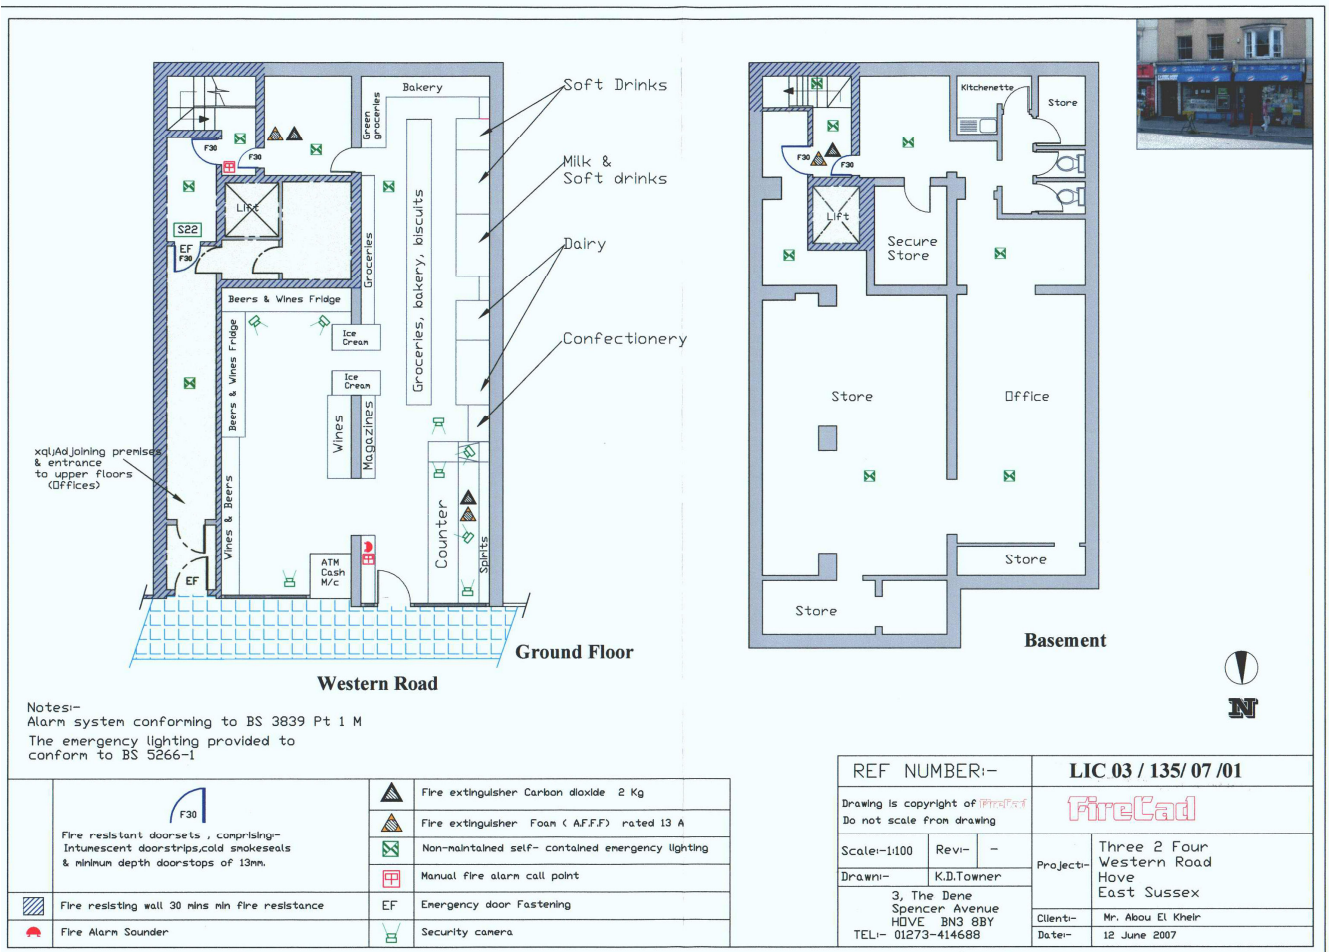 Bakery
Green
groceries
Soft Drinks
Milk &
Soft drinks
Dairy
Confectionery
F30
F30
Lift
S22
EF
F30
Groceries
Groceries, bakery, biscuits
Beers & Wines Fridge
Beers & Wines Fridge
Ice
Cream
Ice
Cream
Wines
Magazines
Wines & Beers
Counter
Spirits
ATM
Cash
M/c
EF
xql;Adjoining premises
& entrance
to upper floors
(Offices)
Ground Floor
Western Road
Kitchenette
Store
F30
F30
Lift
Secure
Store
Store
Office
Store
Store
Basement
N
Notes:-
Alarm system conforming to BS 3839 Pt 1 M
The emergency lighting provided to
conform to BS 5266-1
F30
Fire resistant doorsets , comprising:-
Intumescent doorstrips,cold smokeseals
& minimum depth doorstops of 13mm.
Fire resisting wall 30 mins min fire resistance
Fire Alarm Sounder
Fire extinguisher Carbon dioxide 2 Kg
Fire extinguisher Foam ( A.F.F.F) rated 13 A
Non-maintained self- contained emergency lighting
Manual fire alarm call point
EF Emergency door Fastening
Security camera
REF NUMBER:- LIC 03 / 135/ 07 /01
Drawing is copyright of FireCad
Do not scale from drawing
FireCad
Scale:-1:100 Rev:- -
Drawn:- K.D.Towner
3, The Dene
Spencer Avenue
HOVE BN3 8BY
TEL:- 01273-414688
Project:- Three 2 Four
Western Road
Hove
East Sussex
Client:- Mr. Abou El Kheir
Date:- 12 June 2007